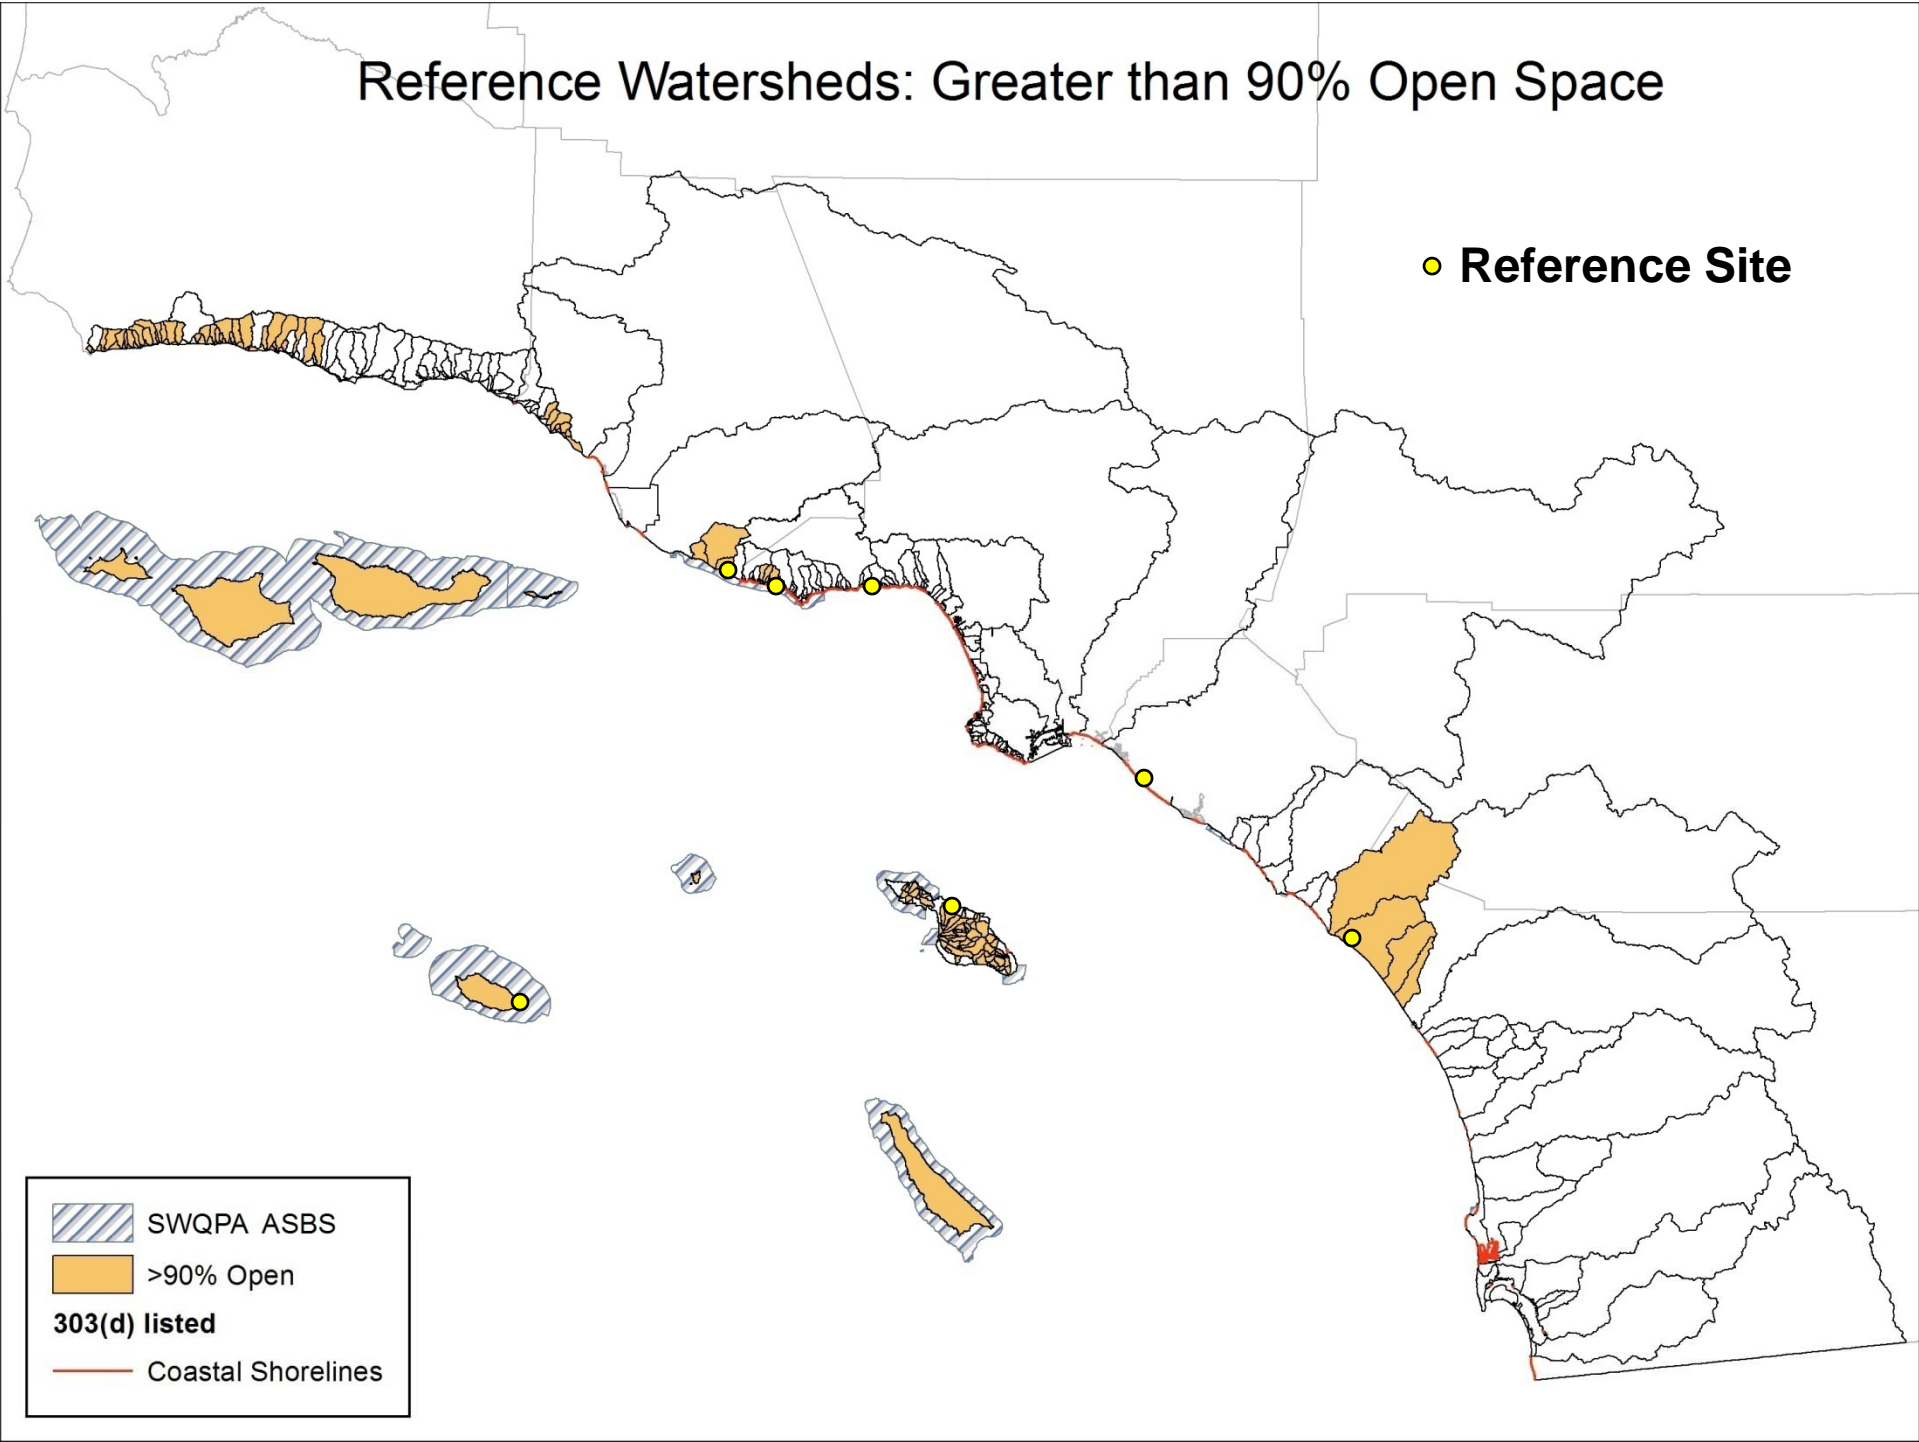 Reference Watersheds: Greater than 90% Open Space
Reference Site
SWQPA ASBS
>90% Open
303(d) listed
Coastal Shorelines